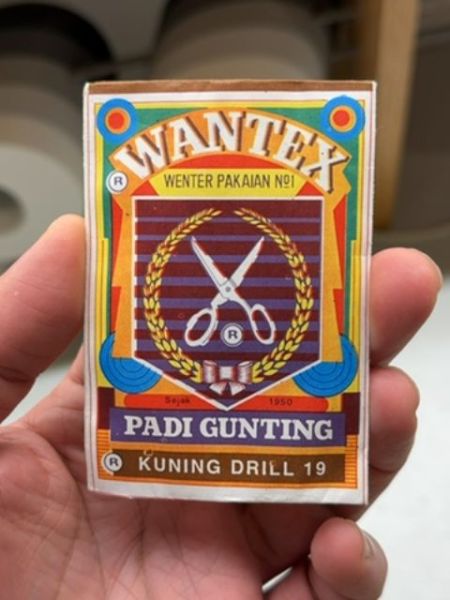 WANTEX
® WENTER PAKAIAN Nº1
®
Sejak 1950
PADI GUNTING
® KUNING DRILL 19